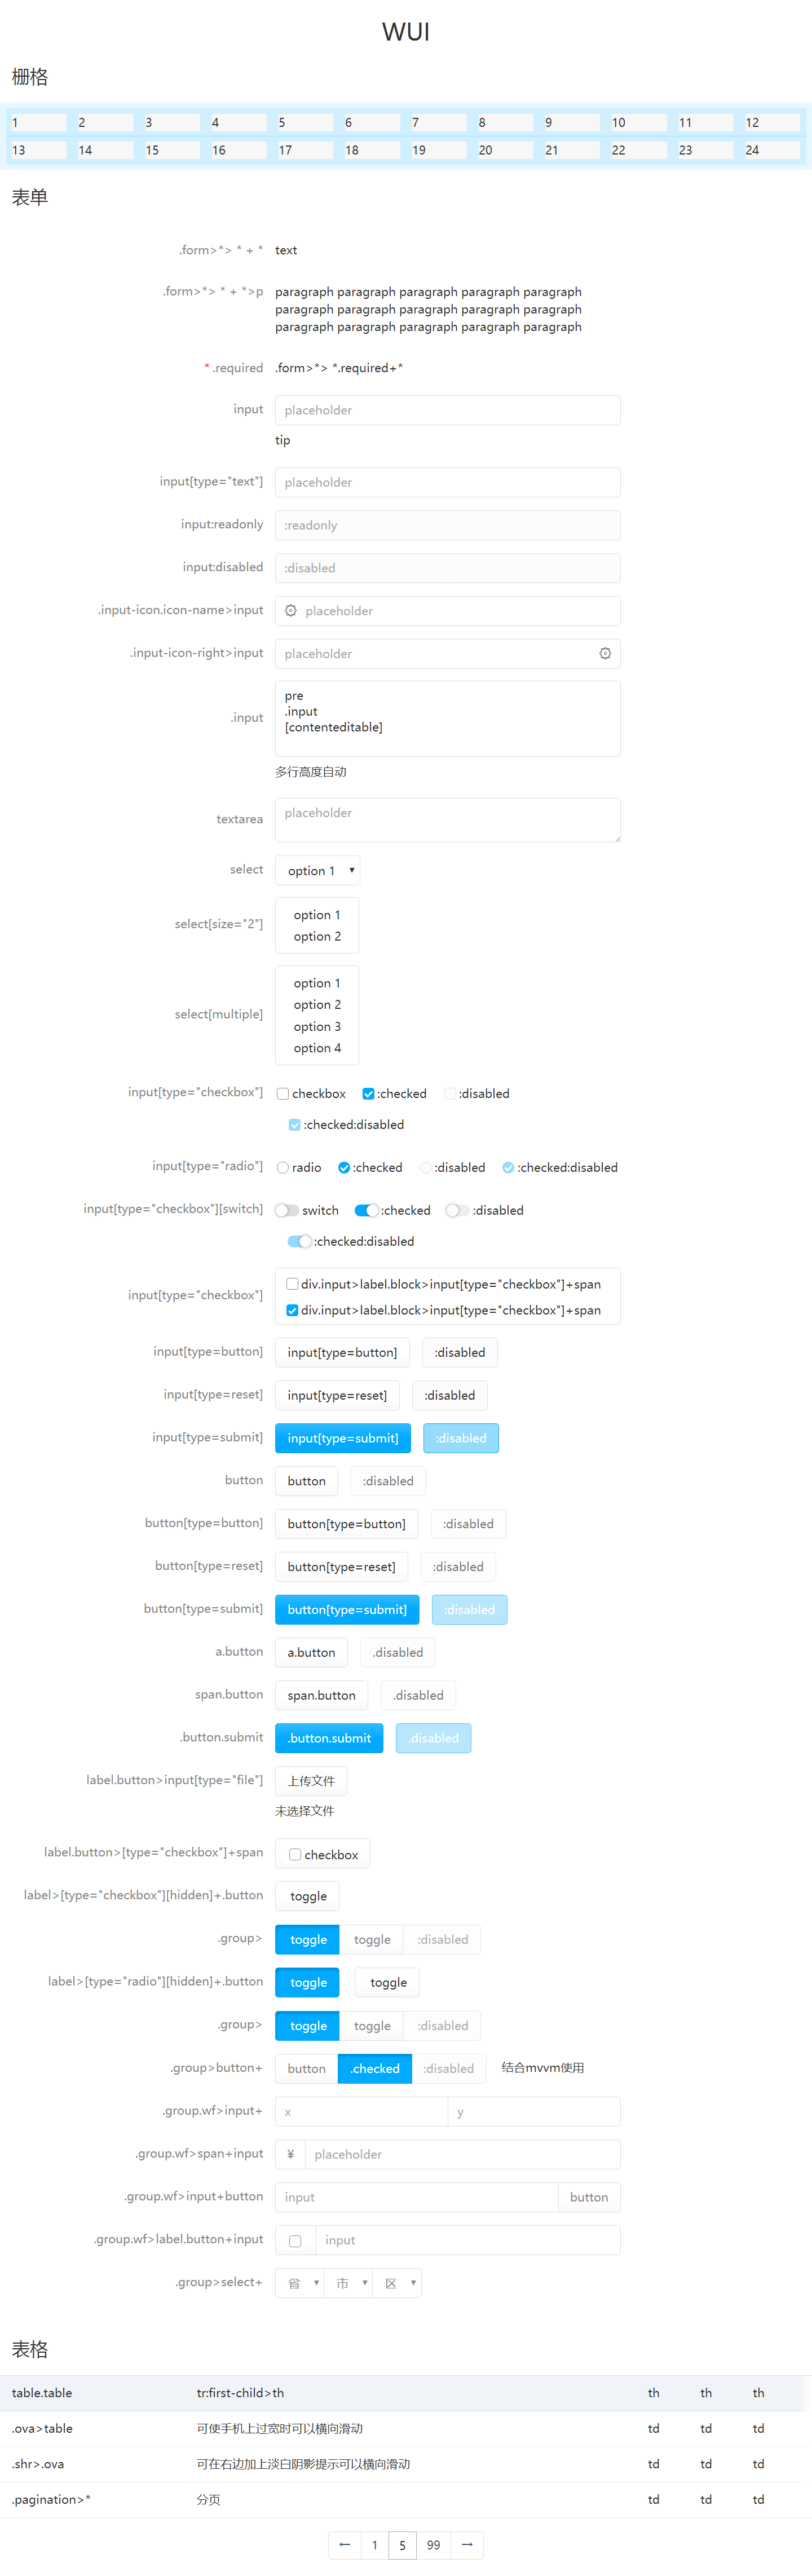 WUI
栅格
1 2 3 4 5 6 7 8 9 10 11 12
13 14 15 16 17 18 19 20 21 22 23 24
表单
.form>*> * + * text
.form>*> * + *>p paragraph paragraph paragraph paragraph paragraph
paragraph paragraph paragraph paragraph paragraph
paragraph paragraph paragraph paragraph paragraph
* .required .form>*> *.required+*
input placeholder
tip
input[type="text"] placeholder
input:readonly :readonly
input:disabled :disabled
.input-icon.icon-name>input placeholder
.input-icon-right>input placeholder
pre
.input .input
[contenteditable]
多行高度自动
textarea placeholder
select option 1
select[size="2"] option 1
option 2
select[multiple] option 1
option 2
option 3
option 4
input[type="checkbox"] checkbox :checked :disabled
:checked:disabled
input[type="radio"] radio :checked :disabled :checked:disabled
input[type="checkbox"][switch] switch :checked :disabled
:checked:disabled
input[type="checkbox"] div.input>label.block>input[type="checkbox"]+span
div.input>label.block>input[type="checkbox"]+span
input[type=button] input[type=button] :disabled
input[type=reset] input[type=reset] :disabled
input[type=submit] input[type=submit] :disabled
button button :disabled
button[type=button] button[type=button] :disabled
button[type=reset] button[type=reset] :disabled
button[type=submit] button[type=submit] :disabled
a.button a.button .disabled
span.button span.button .disabled
.button.submit .button.submit .disabled
label.button>input[type="file"] 上传文件
未选择文件
label.button>[type="checkbox"]+span checkbox
label>[type="checkbox"][hidden]+.button toggle
.group> toggle toggle :disabled
label>[type="radio"][hidden]+.button toggle toggle
.group> toggle toggle :disabled
.group>button+ button .checked :disabled 结合mvvm使用
.group.wf>input+ x y
.group.wf>span+input ¥ placeholder
.group.wf>input+button input button
.group.wf>label.button+input input
.group>select+ 省 市 区
表格
table.table tr:first-child>th th th th
.ova>table 可使手机上过宽时可以横向滑动 td td td
.shr>.ova 可在右边加上淡白阴影提示可以横向滑动 td td td
.pagination>* 分页 td td td
← 1 5 99 →